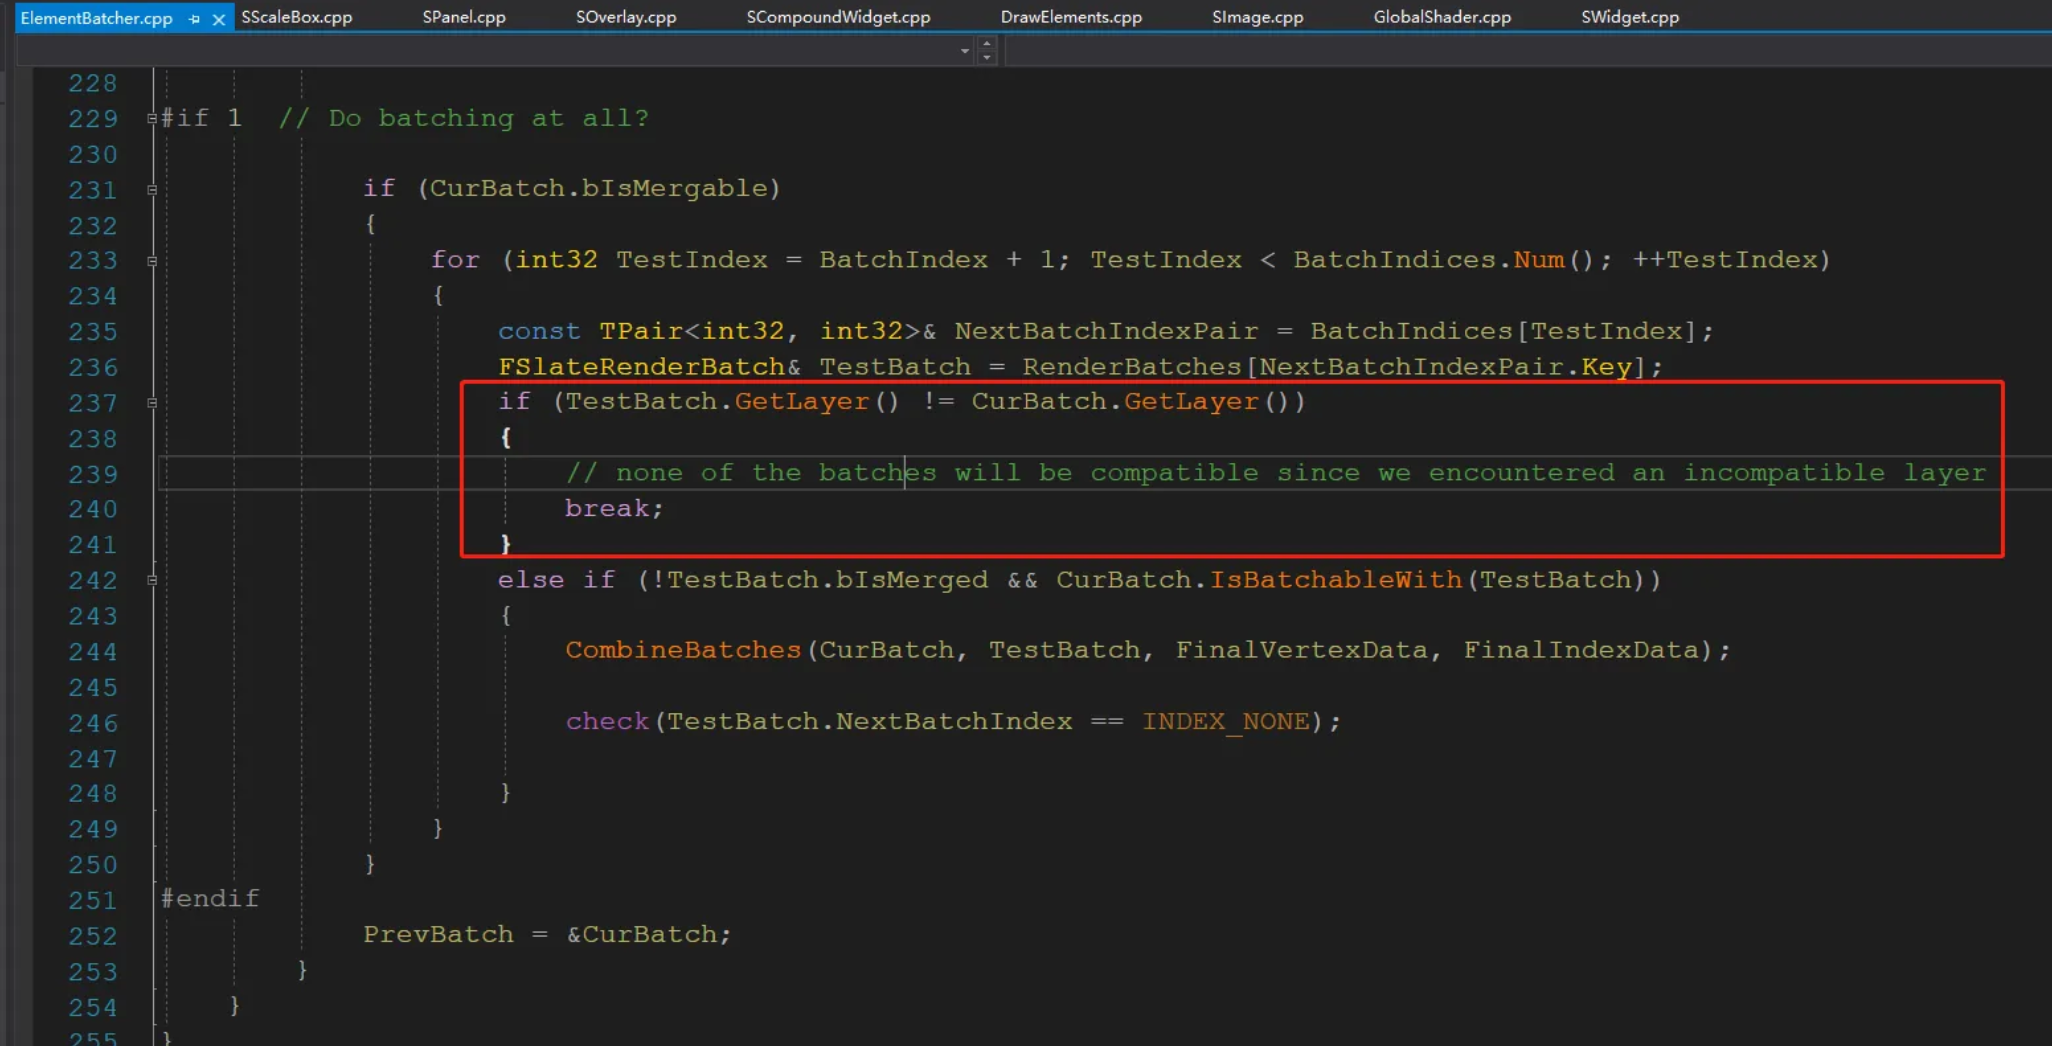 ElementBatcher.cpp SScaleBox.cpp SPanel.cpp SOverlay.cpp SCompoundWidget.cpp DrawElements.cpp SImage.cpp GlobalShader.cpp SWidget.cpp
228
229 #if 1 // Do batching at all?
230
231 if (CurBatch.bIsMergable)
232 {
233 for (int32 TestIndex = BatchIndex + 1; TestIndex < BatchIndices.Num(); ++TestIndex)
234 {
235 const TPair<int32, int32>& NextBatchIndexPair = BatchIndices[TestIndex];
236 FSlateRenderBatch& TestBatch = RenderBatches[NextBatchIndexPair.Key];
237 if (TestBatch.GetLayer() != CurBatch.GetLayer())
238 {
239 // none of the batches will be compatible since we encountered an incompatible layer
240 break;
241 }
242 else if (!TestBatch.bIsMerged && CurBatch.IsBatchableWith(TestBatch))
243 {
244 CombineBatches(CurBatch, TestBatch, FinalVertexData, FinalIndexData);
245
246 check(TestBatch.NextBatchIndex == INDEX_NONE);
247
248 }
249 }
250 }
251 #endif
252 PrevBatch = &CurBatch;
253 }
254 }
255 }